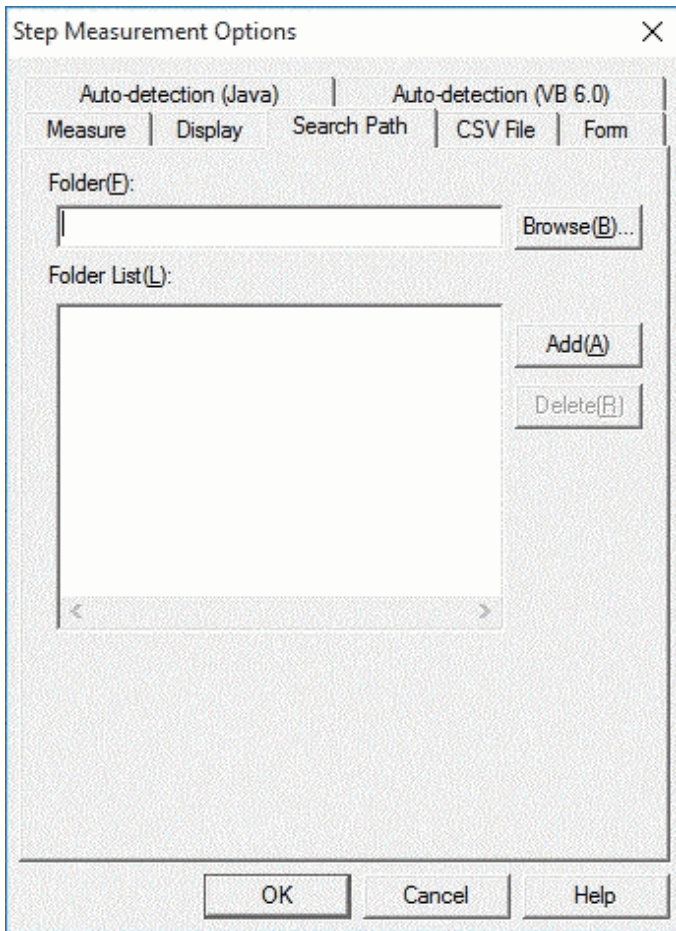 Step Measurement Options
Auto-detection (Java) Auto-detection (VB 6.0)
Measure Display Search Path CSV File Form
Folder(F):
Browse(B)...
Folder List(L):
Add(A)
Delete(R)
OK Cancel Help